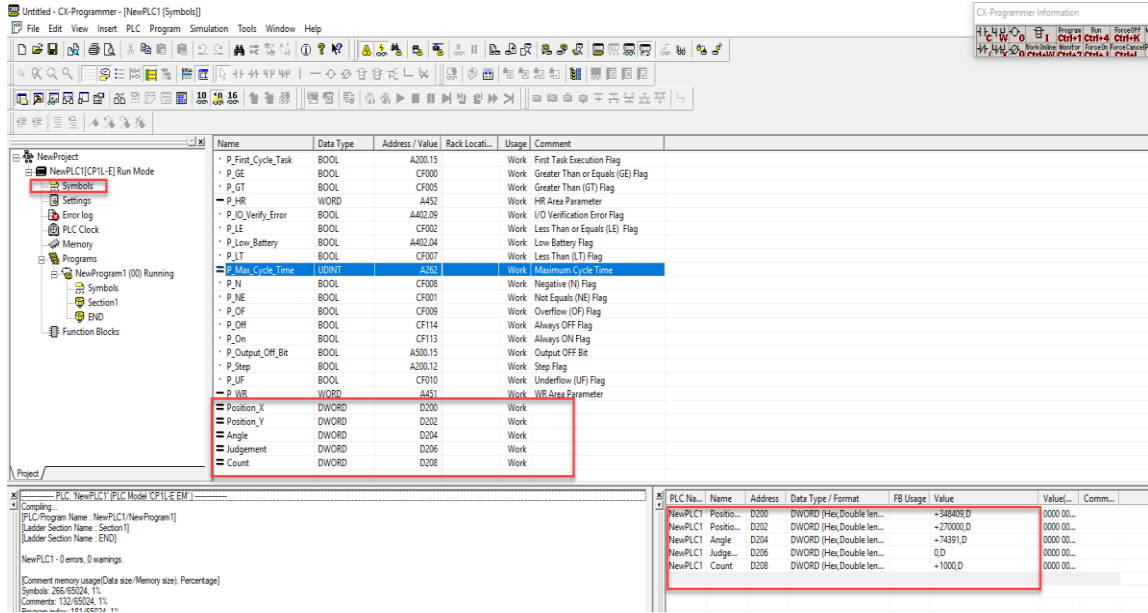 Untitled - CX-Programmer - [NewPLC1 [Symbols]]
CX-Programmer Information
File Edit View Insert PLC Program Simulation Tools Window Help
Program Run ForceOff
Ctrl+1 Ctrl+4 Ctrl+K
WorkOnline Monitor ForceOn ForceCancel
10 16
NewProject
NewPLC1[CP1L-E] Run Mode
Symbols
Settings
Error log
PLC Clock
Memory
Programs
NewProgram1 (00) Running
Symbols
Section1
END
Function Blocks
Project
Name Data Type Address / Value Rack Locati... Usage Comment
P_First_Cycle_Task BOOL A200.15 Work First Task Execution Flag
P_GE BOOL CF000 Work Greater Than or Equals (GE) Flag
P_GT BOOL CF005 Work Greater Than (GT) Flag
P_HR WORD A452 Work HR Area Parameter
P_IO_Verify_Error BOOL A402.09 Work I/O Verification Error Flag
P_LE BOOL CF002 Work Less Than or Equals (LE) Flag
P_Low_Battery BOOL A402.04 Work Low Battery Flag
P_LT BOOL CF007 Work Less Than (LT) Flag
P_Max_Cycle_Time UDINT A262 Work Maximum Cycle Time
P_N BOOL CF008 Work Negative (N) Flag
P_NE BOOL CF001 Work Not Equals (NE) Flag
P_OF BOOL CF009 Work Overflow (OF) Flag
P_Off BOOL CF114 Work Always OFF Flag
P_On BOOL CF113 Work Always ON Flag
P_Output_Off_Bit BOOL A500.15 Work Output OFF Bit
P_Step BOOL A200.12 Work Step Flag
P_UF BOOL CF010 Work Underflow (UF) Flag
P_WR WORD A451 Work WR Area Parameter
Position_X DWORD D200 Work
Position_Y DWORD D202 Work
Angle DWORD D204 Work
Judgement DWORD D206 Work
Count DWORD D208 Work
PLC: 'NewPLC1' (PLC Model 'CP1L-E EM')
Compiling...
[PLC/Program Name : NewPLC1/NewProgram1]
[Ladder Section Name : Section1]
[Ladder Section Name : END]
NewPLC1 - 0 errors, 0 warnings.
[Comment memory usage(Data size/Memory size), Percentage]
Symbols: 266/65024, 1%
Comments: 132/65024, 1%
Program index: 181/65024, 1%
PLC Na... Name Address Data Type / Format FB Usage Value Value(... Comm...
NewPLC1 Positio... D200 DWORD (Hex,Double len... +348409,D 0000 00...
NewPLC1 Positio... D202 DWORD (Hex,Double len... +270000,D 0000 00...
NewPLC1 Angle D204 DWORD (Hex,Double len... +74391,D 0000 00...
NewPLC1 Judge... D206 DWORD (Hex,Double len... 0,D 0000 00...
NewPLC1 Count D208 DWORD (Hex,Double len... +1000,D 0000 00...